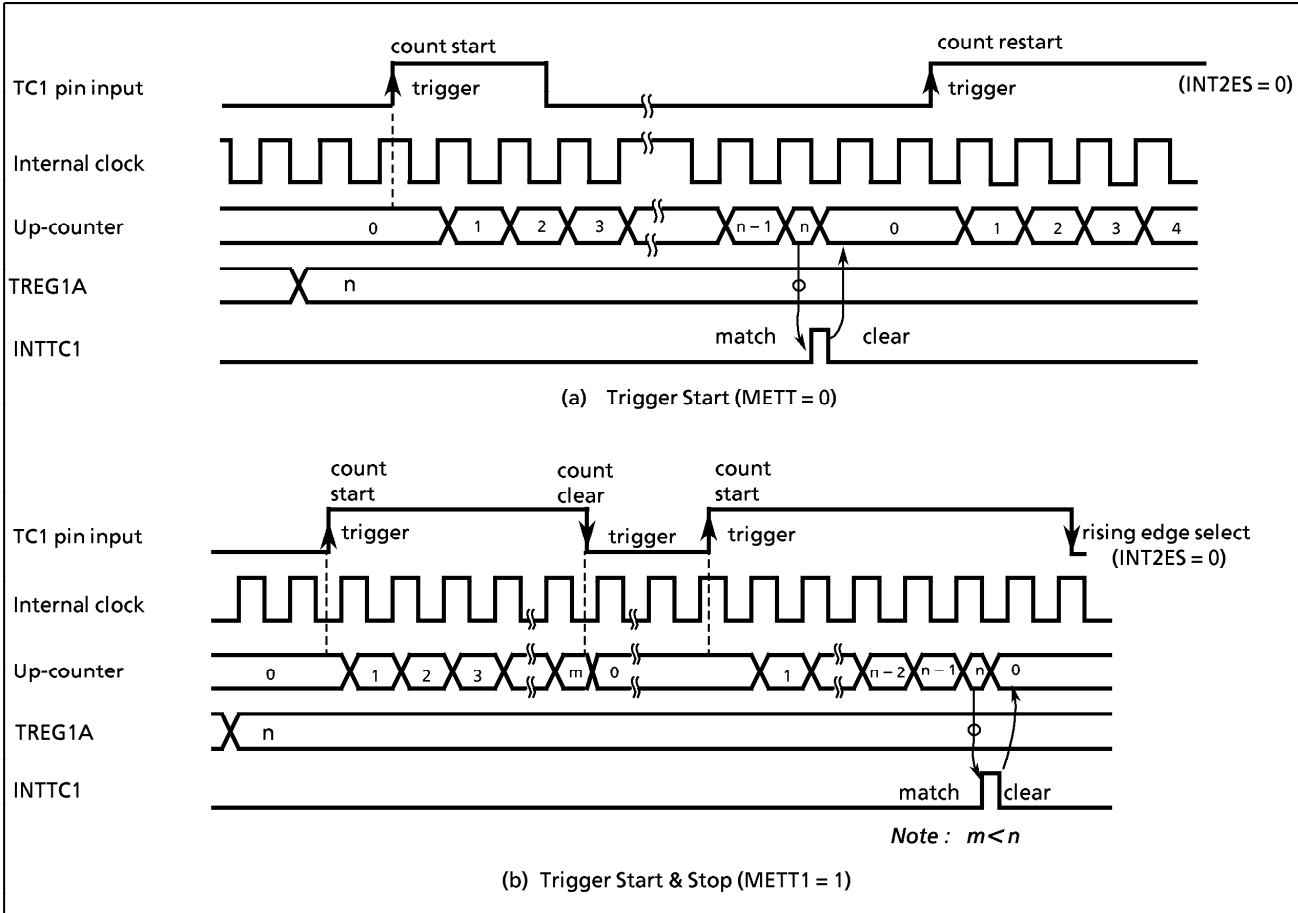 count start
count restart
TC1 pin input
trigger
trigger
(INT2ES = 0)
Internal clock
Up-counter
0 1 2 3 n – 1 n 0 1 2 3 4
TREG1A
n
INTTC1
match
clear
(a) Trigger Start (METT = 0)
count
start
count
clear
count
start
TC1 pin input
trigger
trigger
trigger
rising edge select
(INT2ES = 0)
Internal clock
Up-counter
0 1 2 3 m 0 1 n – 2 n – 1 n 0
TREG1A
n
INTTC1
match
clear
Note : m < n
(b) Trigger Start & Stop (METT1 = 1)